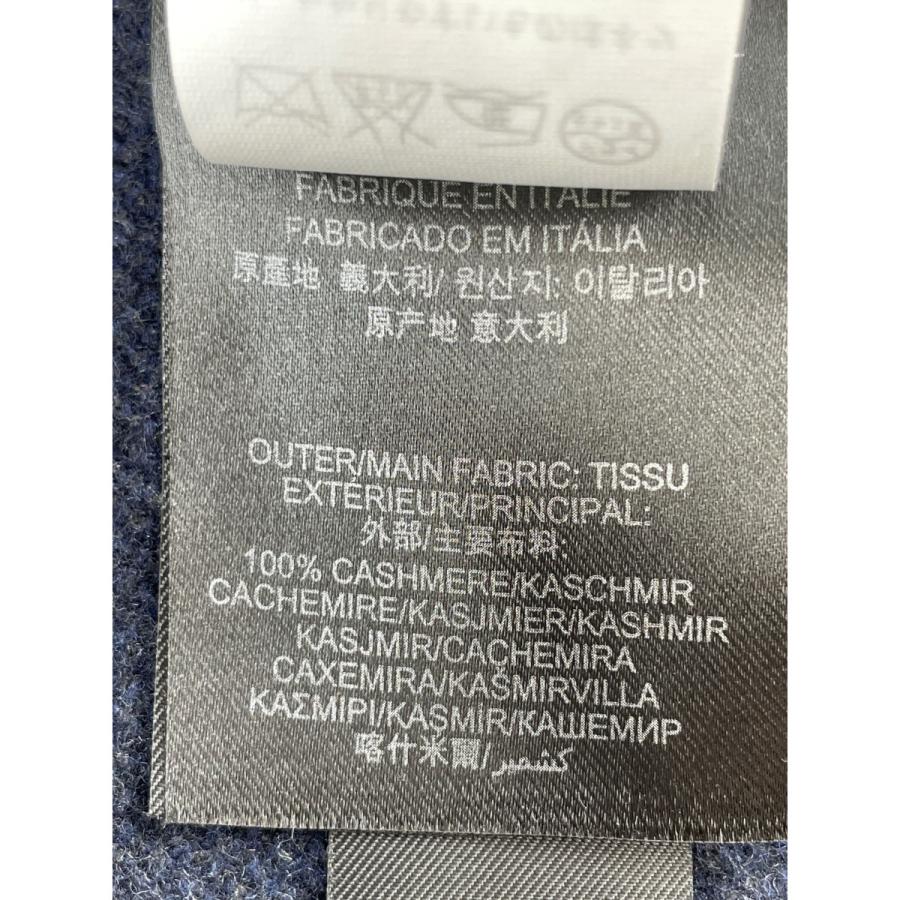 FABRIQUE EN ITALIE
FABRICADO EM ITÁLIA
原產地 義大利/ 원산지: 이탈리아
原产地 意大利
OUTER/MAIN FABRIC: TISSU
EXTÉRIEUR/PRINCIPAL:
外部/主要布料:
100% CASHMERE/KASCHMIR
CACHEMIRE/KASJMIER/KASHMIR
KASJMIR/CACHEMIRA
CAXEMIRA/KAŠMIRVILLA
ΚΑΣΜΙΡΙ/KAŞMIR/КАШЕМИР
喀什米爾/كشمير